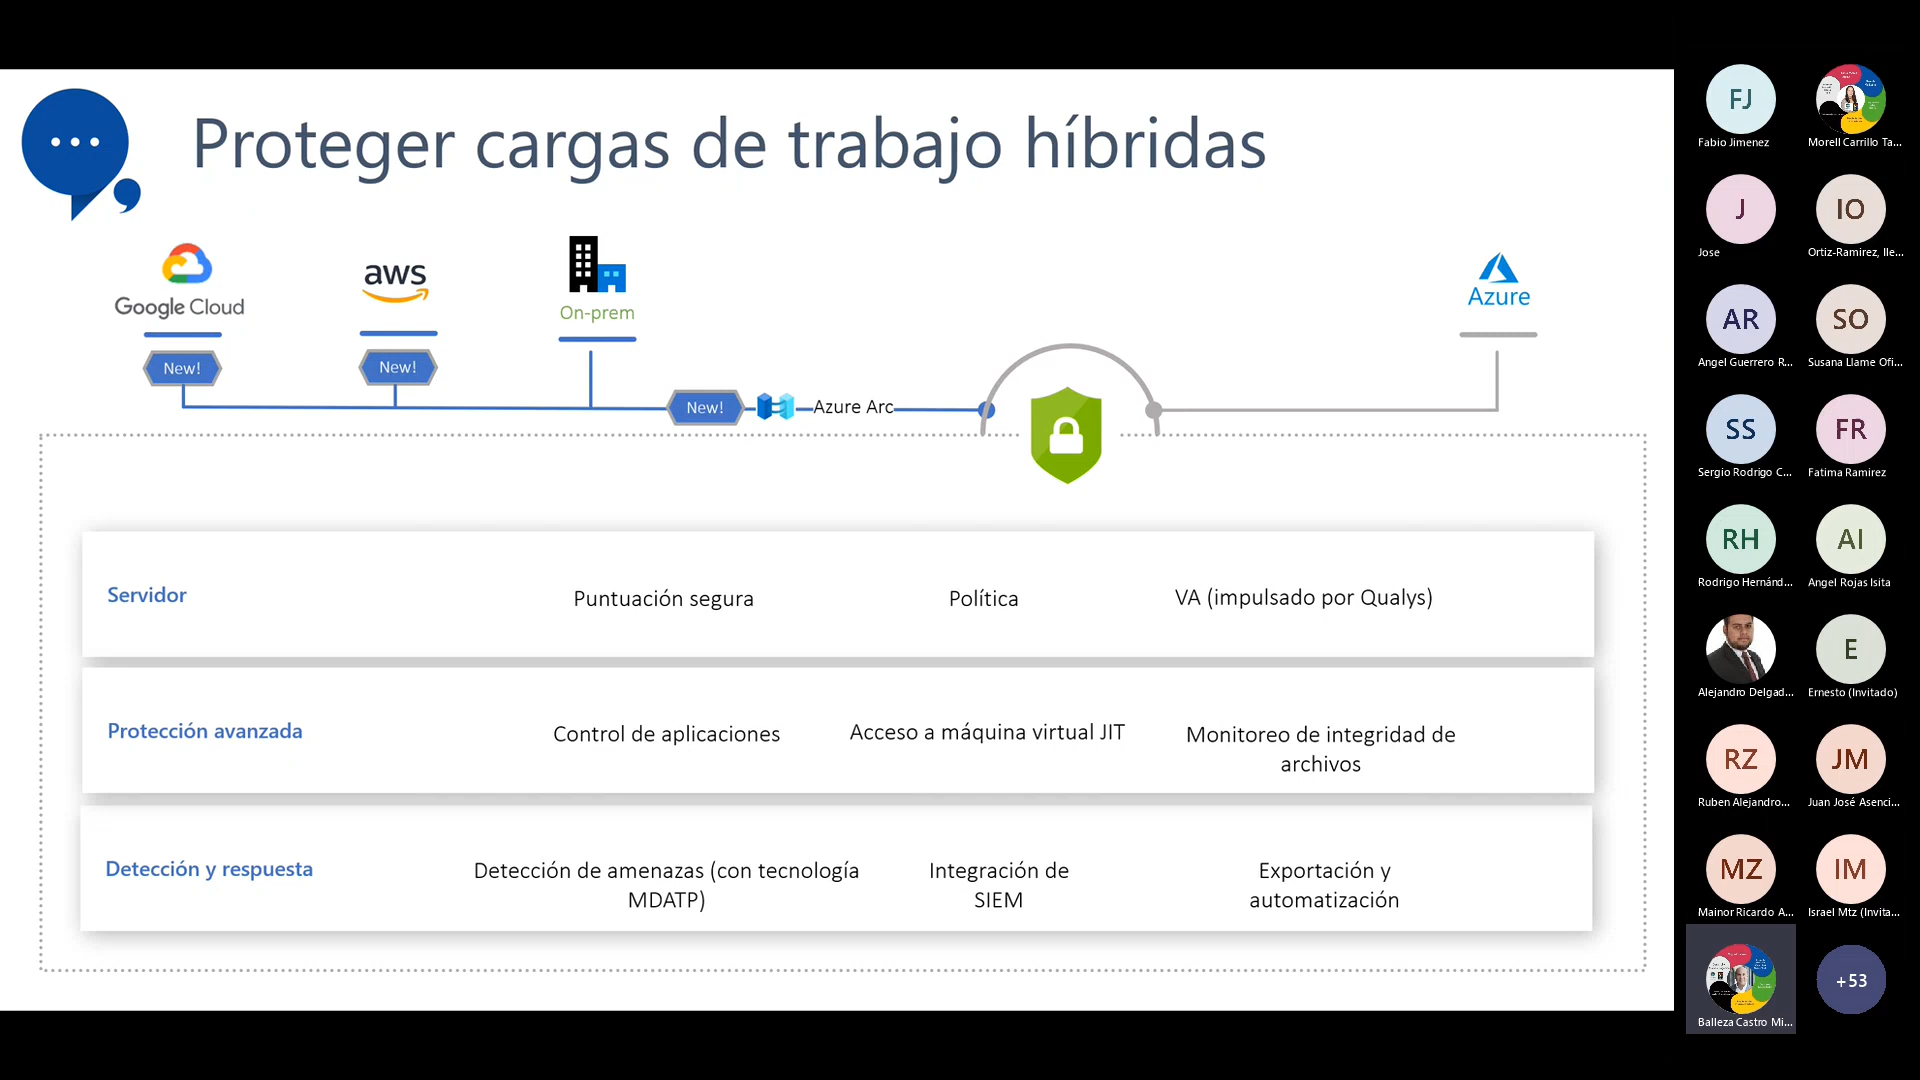 Proteger cargas de trabajo híbridas
Google Cloud
aws
On-prem
Azure
New!
New!
New!
Azure Arc
Servidor
Puntuación segura
Política
VA (impulsado por Qualys)
Protección avanzada
Control de aplicaciones
Acceso a máquina virtual JIT
Monitoreo de integridad de
archivos
Detección y respuesta
Detección de amenazas (con tecnología
MDATP)
Integración de
SIEM
Exportación y
automatización
FJ
Fabio Jimenez
Morell Carrillo Ta...
J
Jose
IO
Ortiz-Ramirez, Ile...
AR
Angel Guerrero R...
SO
Susana Llame Ofi...
SS
Sergio Rodrigo C...
FR
Fatima Ramirez
RH
Rodrigo Hernánd...
AI
Angel Rojas Isita
Alejandro Delgad...
E
Ernesto (Invitado)
RZ
Ruben Alejandro...
JM
Juan José Asenci...
MZ
Mainor Ricardo A...
IM
Israel Mtz (Invita...
Balleza Castro Mi...
+53